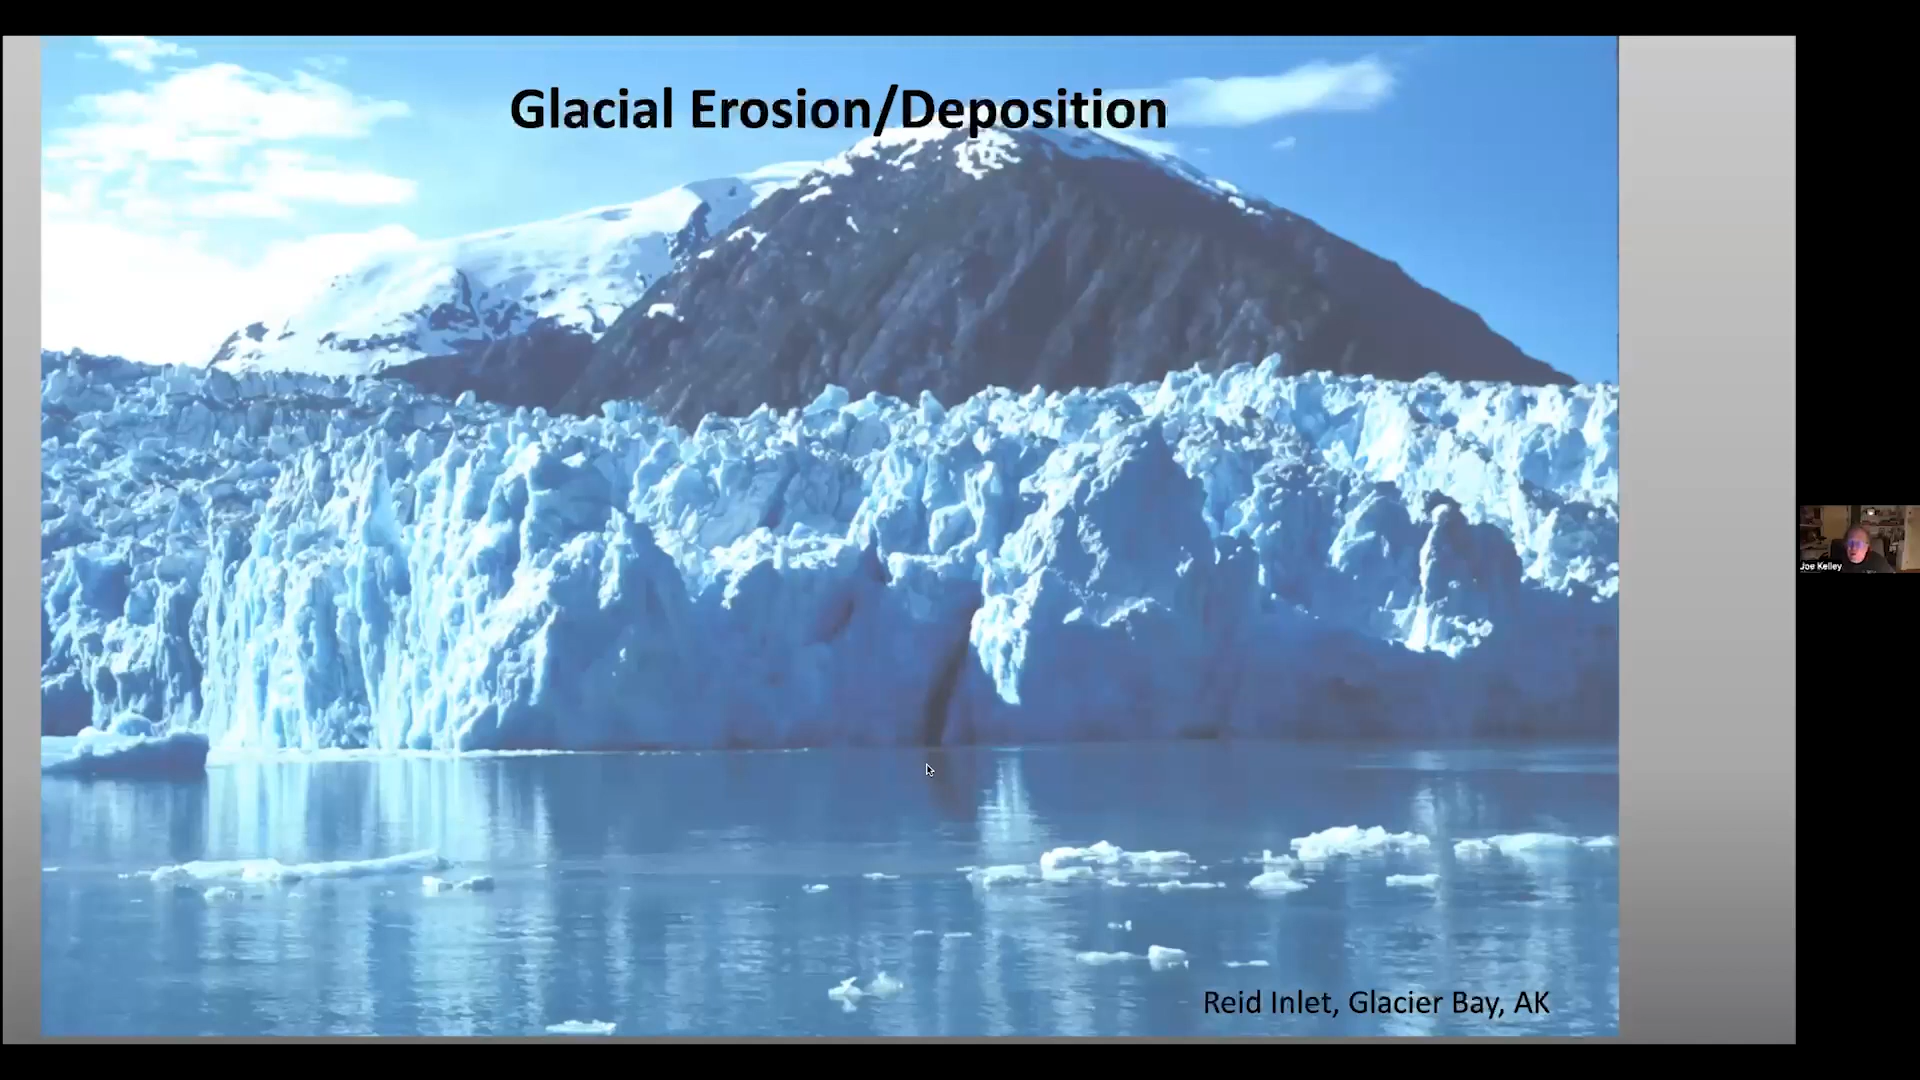 Glacial Erosion/Deposition
Joe Kelley
Reid Inlet, Glacier Bay, AK